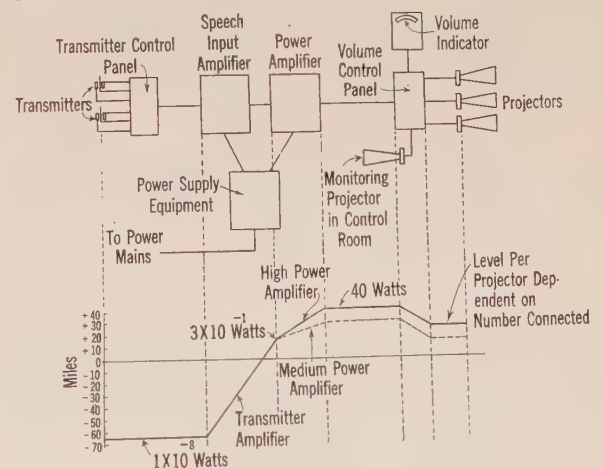 Speech
Input
Amplifier
Power
Amplifier
Volume
Indicator
Transmitter Control
Panel
Volume
Control
Panel
Transmitters
Projectors
Power Supply
Equipment
Monitoring
Projector
in Control
Room
To Power
Mains
High Power
Amplifier
40 Watts
Level Per
Projector Dep-
endent on
Number Connected
3X10⁻¹ Watts
Miles
+40
+30
+20
+10
0
-10
-20
-30
-40
-50
-60
-70
Medium Power
Amplifier
Transmitter
Amplifier
1X10⁻⁸ Watts